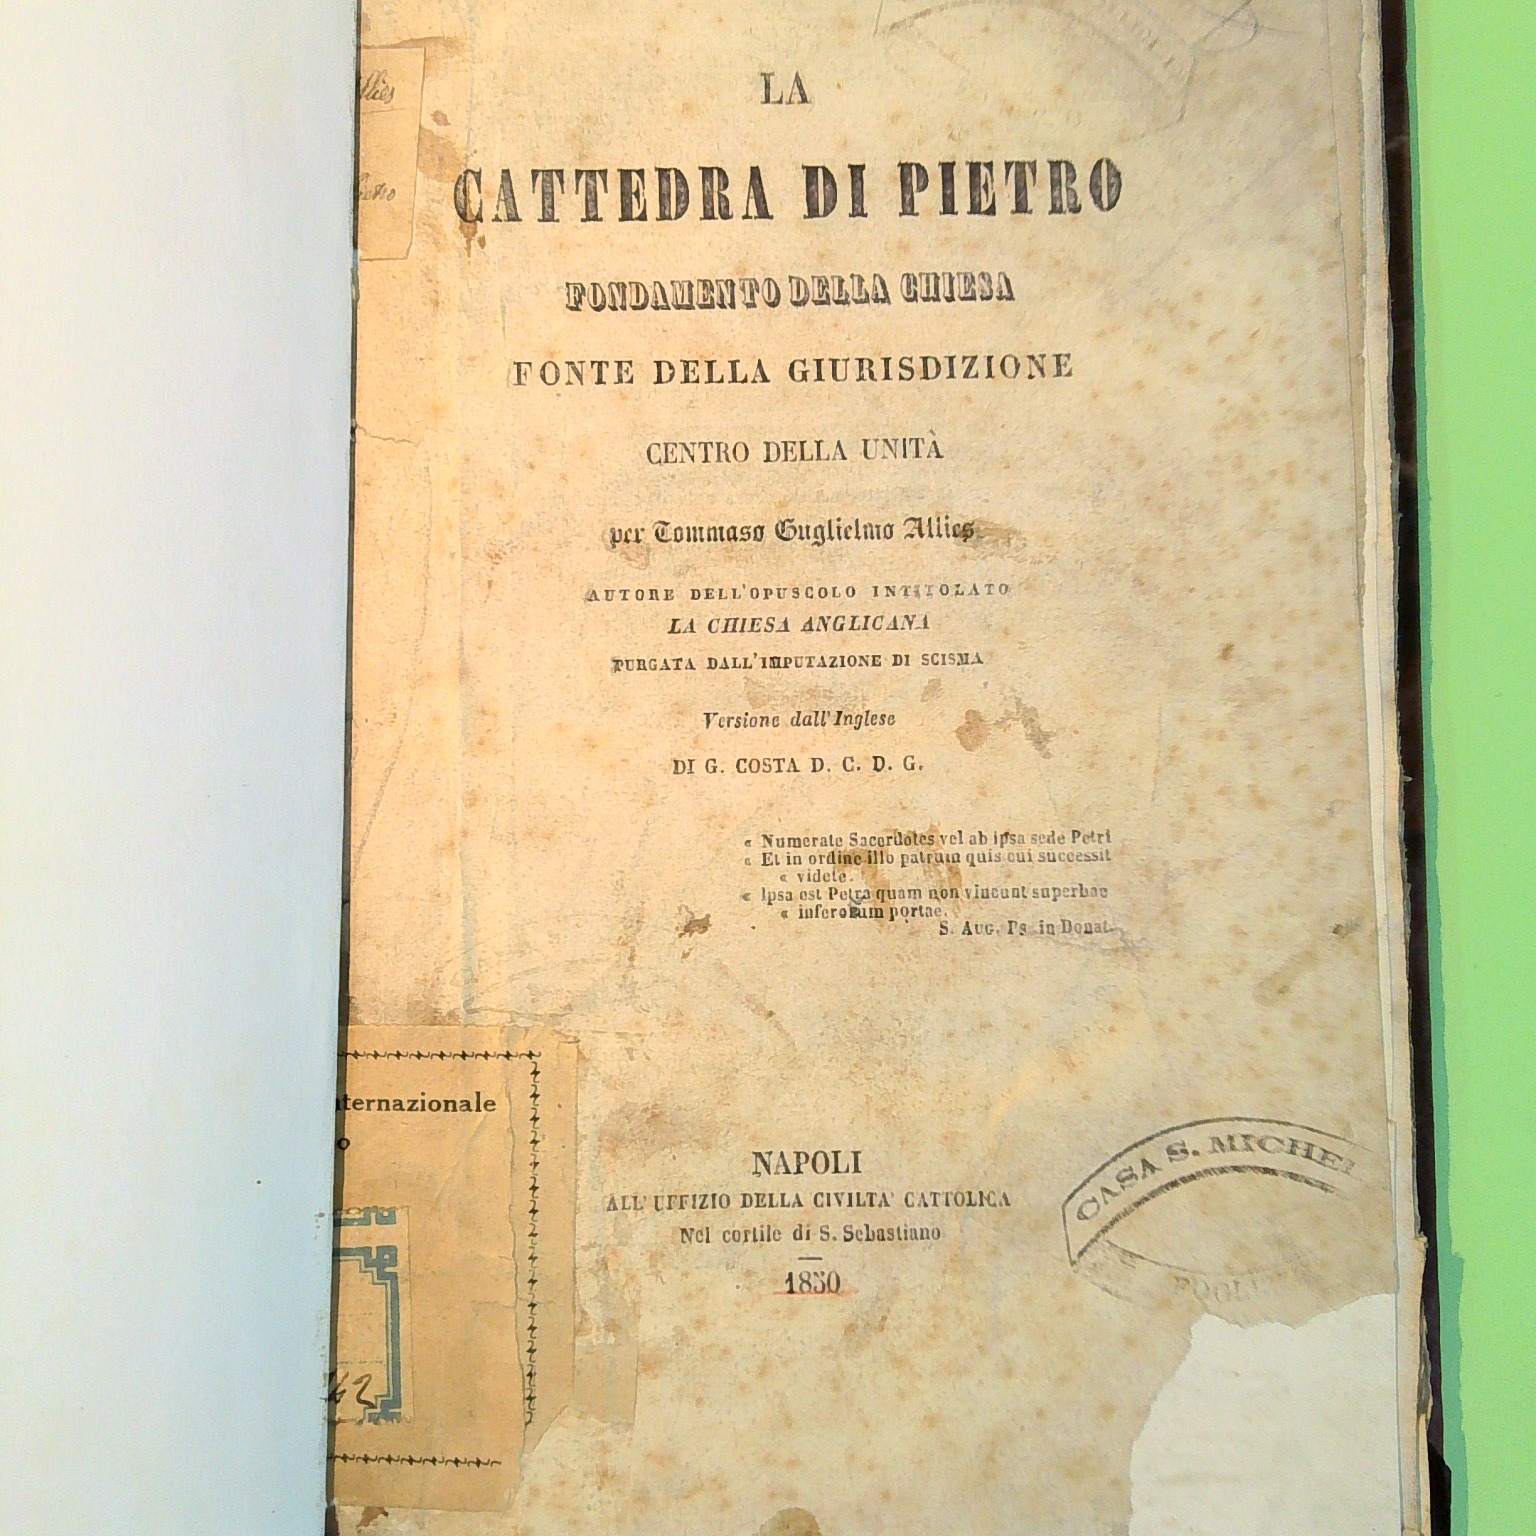 LA
CATTEDRA DI PIETRO
FONDAMENTO DELLA CHIESA
FONTE DELLA GIURISDIZIONE
CENTRO DELLA UNITÀ
per Tommaso Guglielmo Allies
AUTORE DELL'OPUSCOLO INTITOLATO
LA CHIESA ANGLICANA
PURGATA DALL'IMPUTAZIONE DI SCISMA
Versione dall'Inglese
DI G. COSTA D. C. D. G.
« Numerate Sacerdotes vel ab ipsa sede Petri
« Et in ordine illo patrum quis cui successit
« videte.
« Ipsa est Petra quam non vincunt superbae
« inferorum portae.
S. AUG. Ps. in Donat.
NAPOLI
ALL' UFFIZIO DELLA CIVILTA' CATTOLICA
Nel cortile di S. Sebastiano
1850
CASA S. MICHEL
nternazionale
o
42